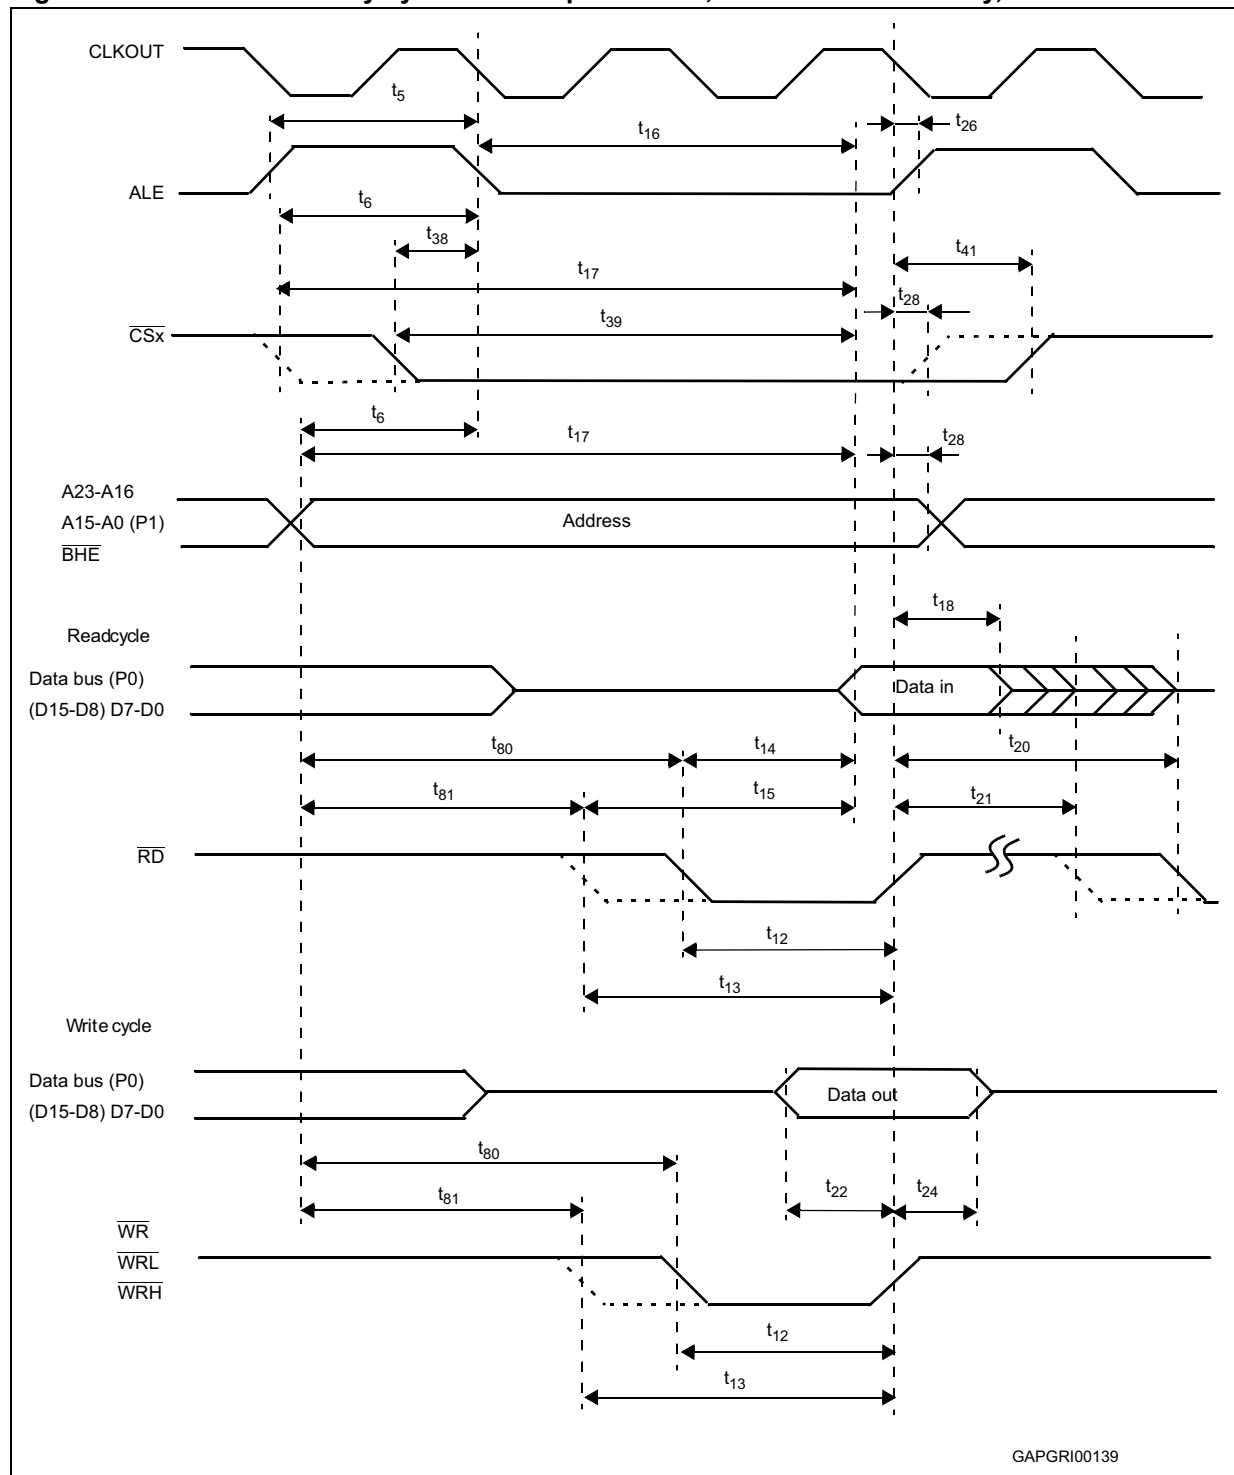 CLKOUT
t5
t16
t26
ALE
t6
t38
t41
t17
t28
CSx
t39
t6
t17
t28
A23-A16
A15-A0 (P1)
Address
BHE
t18
Readcycle
Data bus (P0)
Data in
(D15-D8) D7-D0
t80
t14
t20
t81
t15
t21
RD
t12
t13
Write cycle
Data bus (P0)
Data out
(D15-D8) D7-D0
t80
t22
t24
t81
WR
WRL
WRH
t12
t13
GAPGRI00139